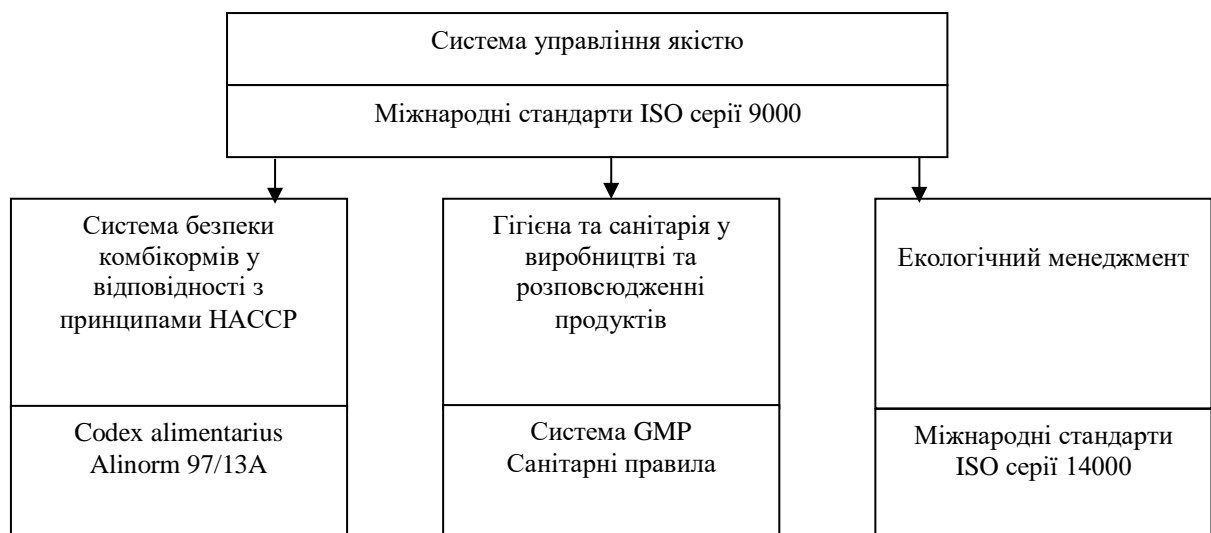 Система управління якістю
Міжнародні стандарти ISO серії 9000
Система безпеки
комбікормів у
відповідності з
принципами НАССР
Codex alimentarius
Alinorm 97/13A
Гігієна та санітарія у
виробництві та
розповсюдженні
продуктів
Система GMP
Санітарні правила
Екологічний менеджмент
Міжнародні стандарти
ISO серії 14000